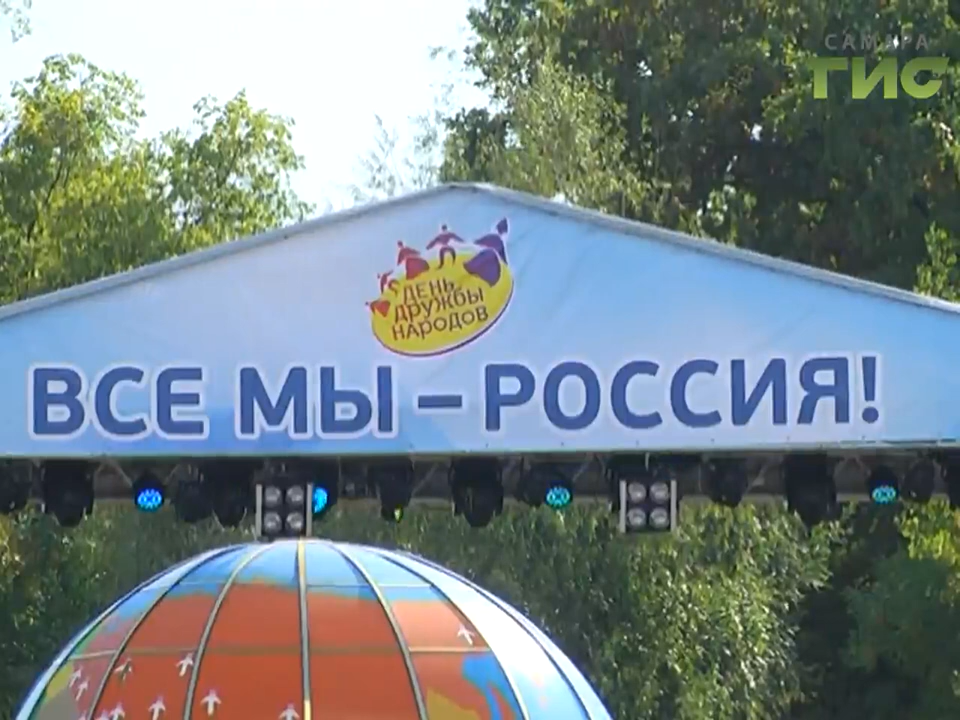 САМАРА
ГИС
ДЕНЬ
ДРУЖБЫ
НАРОДОВ
ВСЕ МЫ – РОССИЯ!